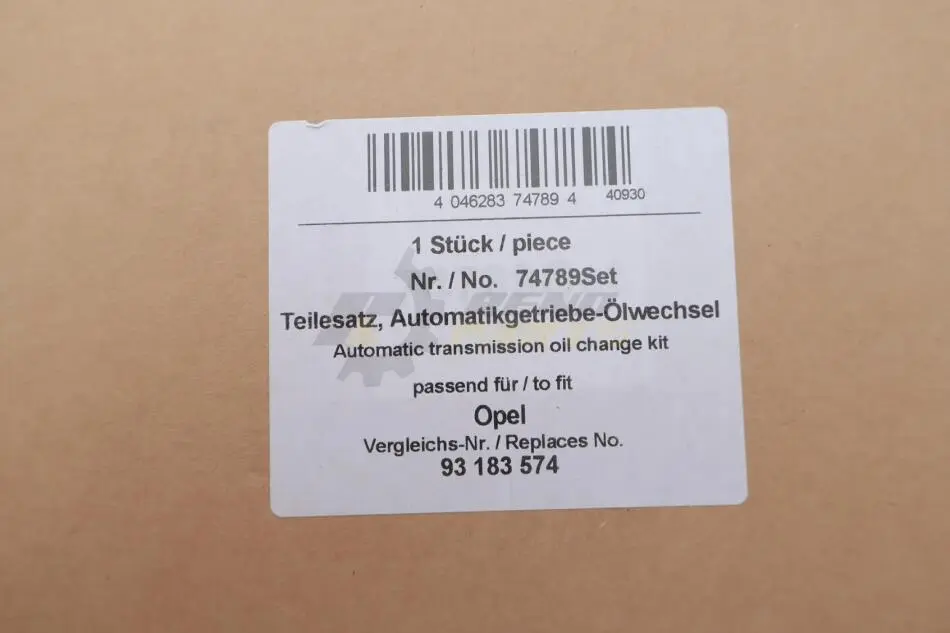 4 046283 74789 4 40930
1 Stück / piece
Nr. / No. 74789Set
Teilesatz, Automatikgetriebe-Ölwechsel
Automatic transmission oil change kit
passend für / to fit
Opel
Vergleichs-Nr. / Replaces No.
93 183 574